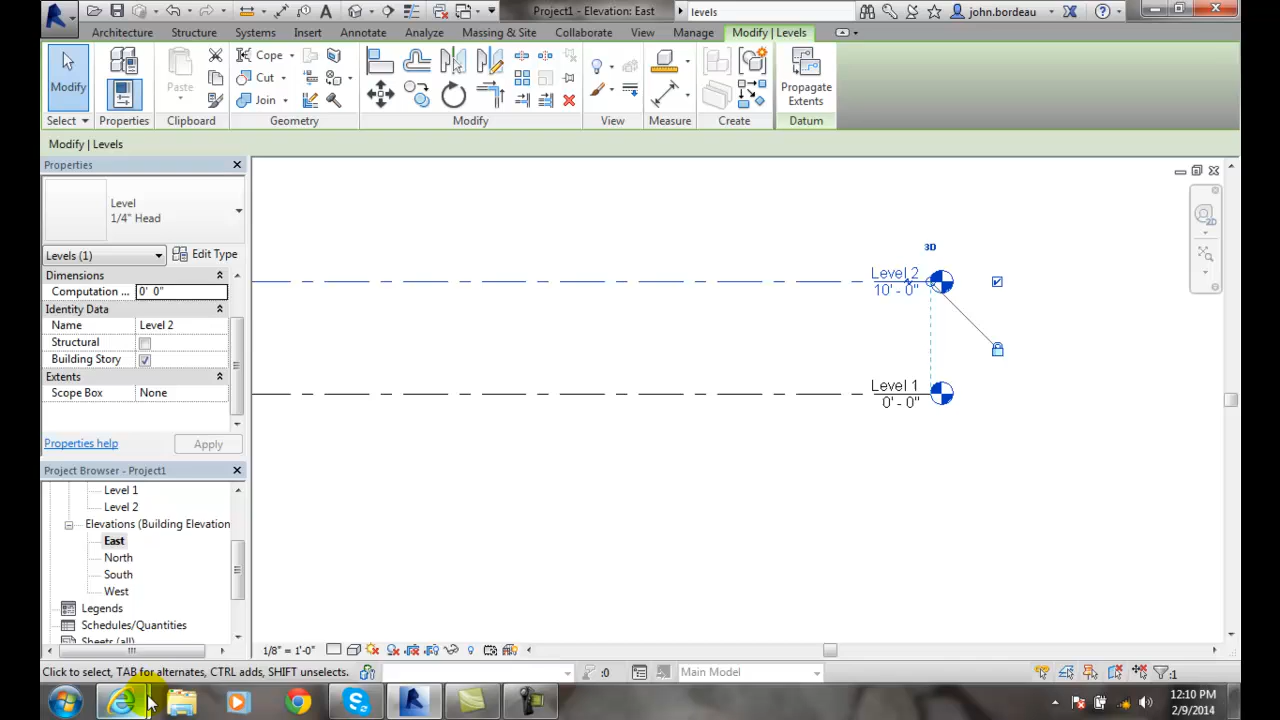 Project1 - Elevation: East
levels
john.bordeau
Architecture
Structure
Systems
Insert
Annotate
Analyze
Massing & Site
Collaborate
View
Manage
Modify | Levels
Modify
Paste
Cope
Cut
Join
Propagate
Extents
Select
Properties
Clipboard
Geometry
Modify
View
Measure
Create
Datum
Modify | Levels
Properties
Level
1/4" Head
Levels (1)
Edit Type
Dimensions
Computation ...
0' 0"
Identity Data
Name
Level 2
Structural
Building Story
Extents
Scope Box
None
Properties help
Apply
Project Browser - Project1
Level 1
Level 2
Elevations (Building Elevation
East
North
South
West
Legends
Schedules/Quantities
Sheets (all)
3D
Level 2
10' - 0"
Level 1
0' - 0"
2D
1/8" = 1'-0"
Click to select, TAB for alternates, CTRL adds, SHIFT unselects.
:0
Main Model
:1
12:10 PM
2/9/2014